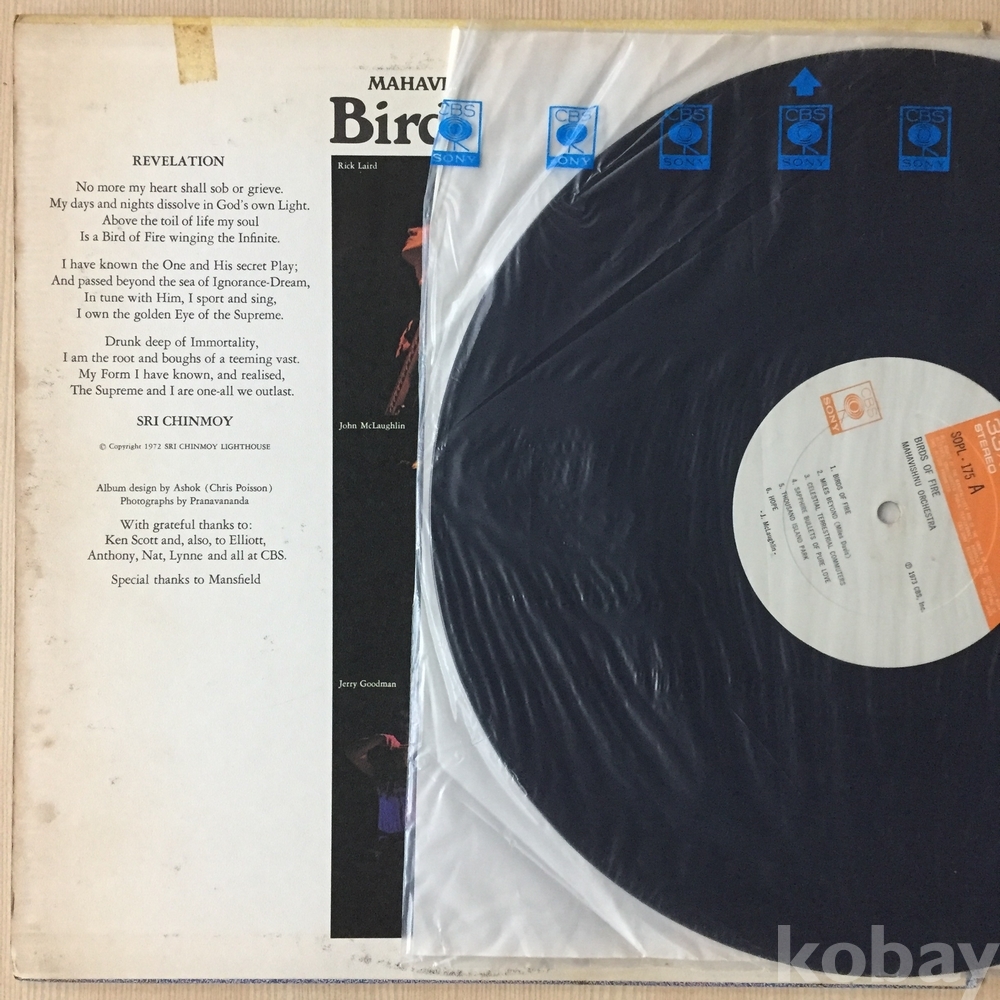 MAHAVI
Bird
REVELATION
No more my heart shall sob or grieve.
My days and nights dissolve in God's own Light.
Above the toil of life my soul
Is a Bird of Fire winging the Infinite.
I have known the One and His secret Play;
And passed beyond the sea of Ignorance-Dream,
In tune with Him, I sport and sing,
I own the golden Eye of the Supreme.
Drunk deep of Immortality,
I am the root and boughs of a teeming vast.
My Form I have known, and realised,
The Supreme and I are one-all we outlast.
SRI CHINMOY
© Copyright 1972 SRI CHINMOY LIGHTHOUSE
Album design by Ashok (Chris Poisson)
Photographs by Pranavananda
With grateful thanks to:
Ken Scott and, also, to Elliott,
Anthony, Nat, Lynne and all at CBS.
Special thanks to Mansfield
Rick Laird
John McLaughlin
Jerry Goodman
CBS
SONY
CBS
SONY
CBS
SONY
CBS
SONY
CBS
SONY
CBS
SONY
STEREO
SOPL-175 A
BIRDS OF FIRE
MAHAVISHNU ORCHESTRA
1. BIRDS OF FIRE
2. MILES BEYOND (Miles Davis)
3. CELESTIAL TERRESTRIAL COMMUTERS
4. SAPPHIRE BULLETS OF PURE LOVE
5. THOUSAND ISLAND PARK
6. HOPE
-J. McLaughlin-
℗ 1973 CBS, Inc.
kobay